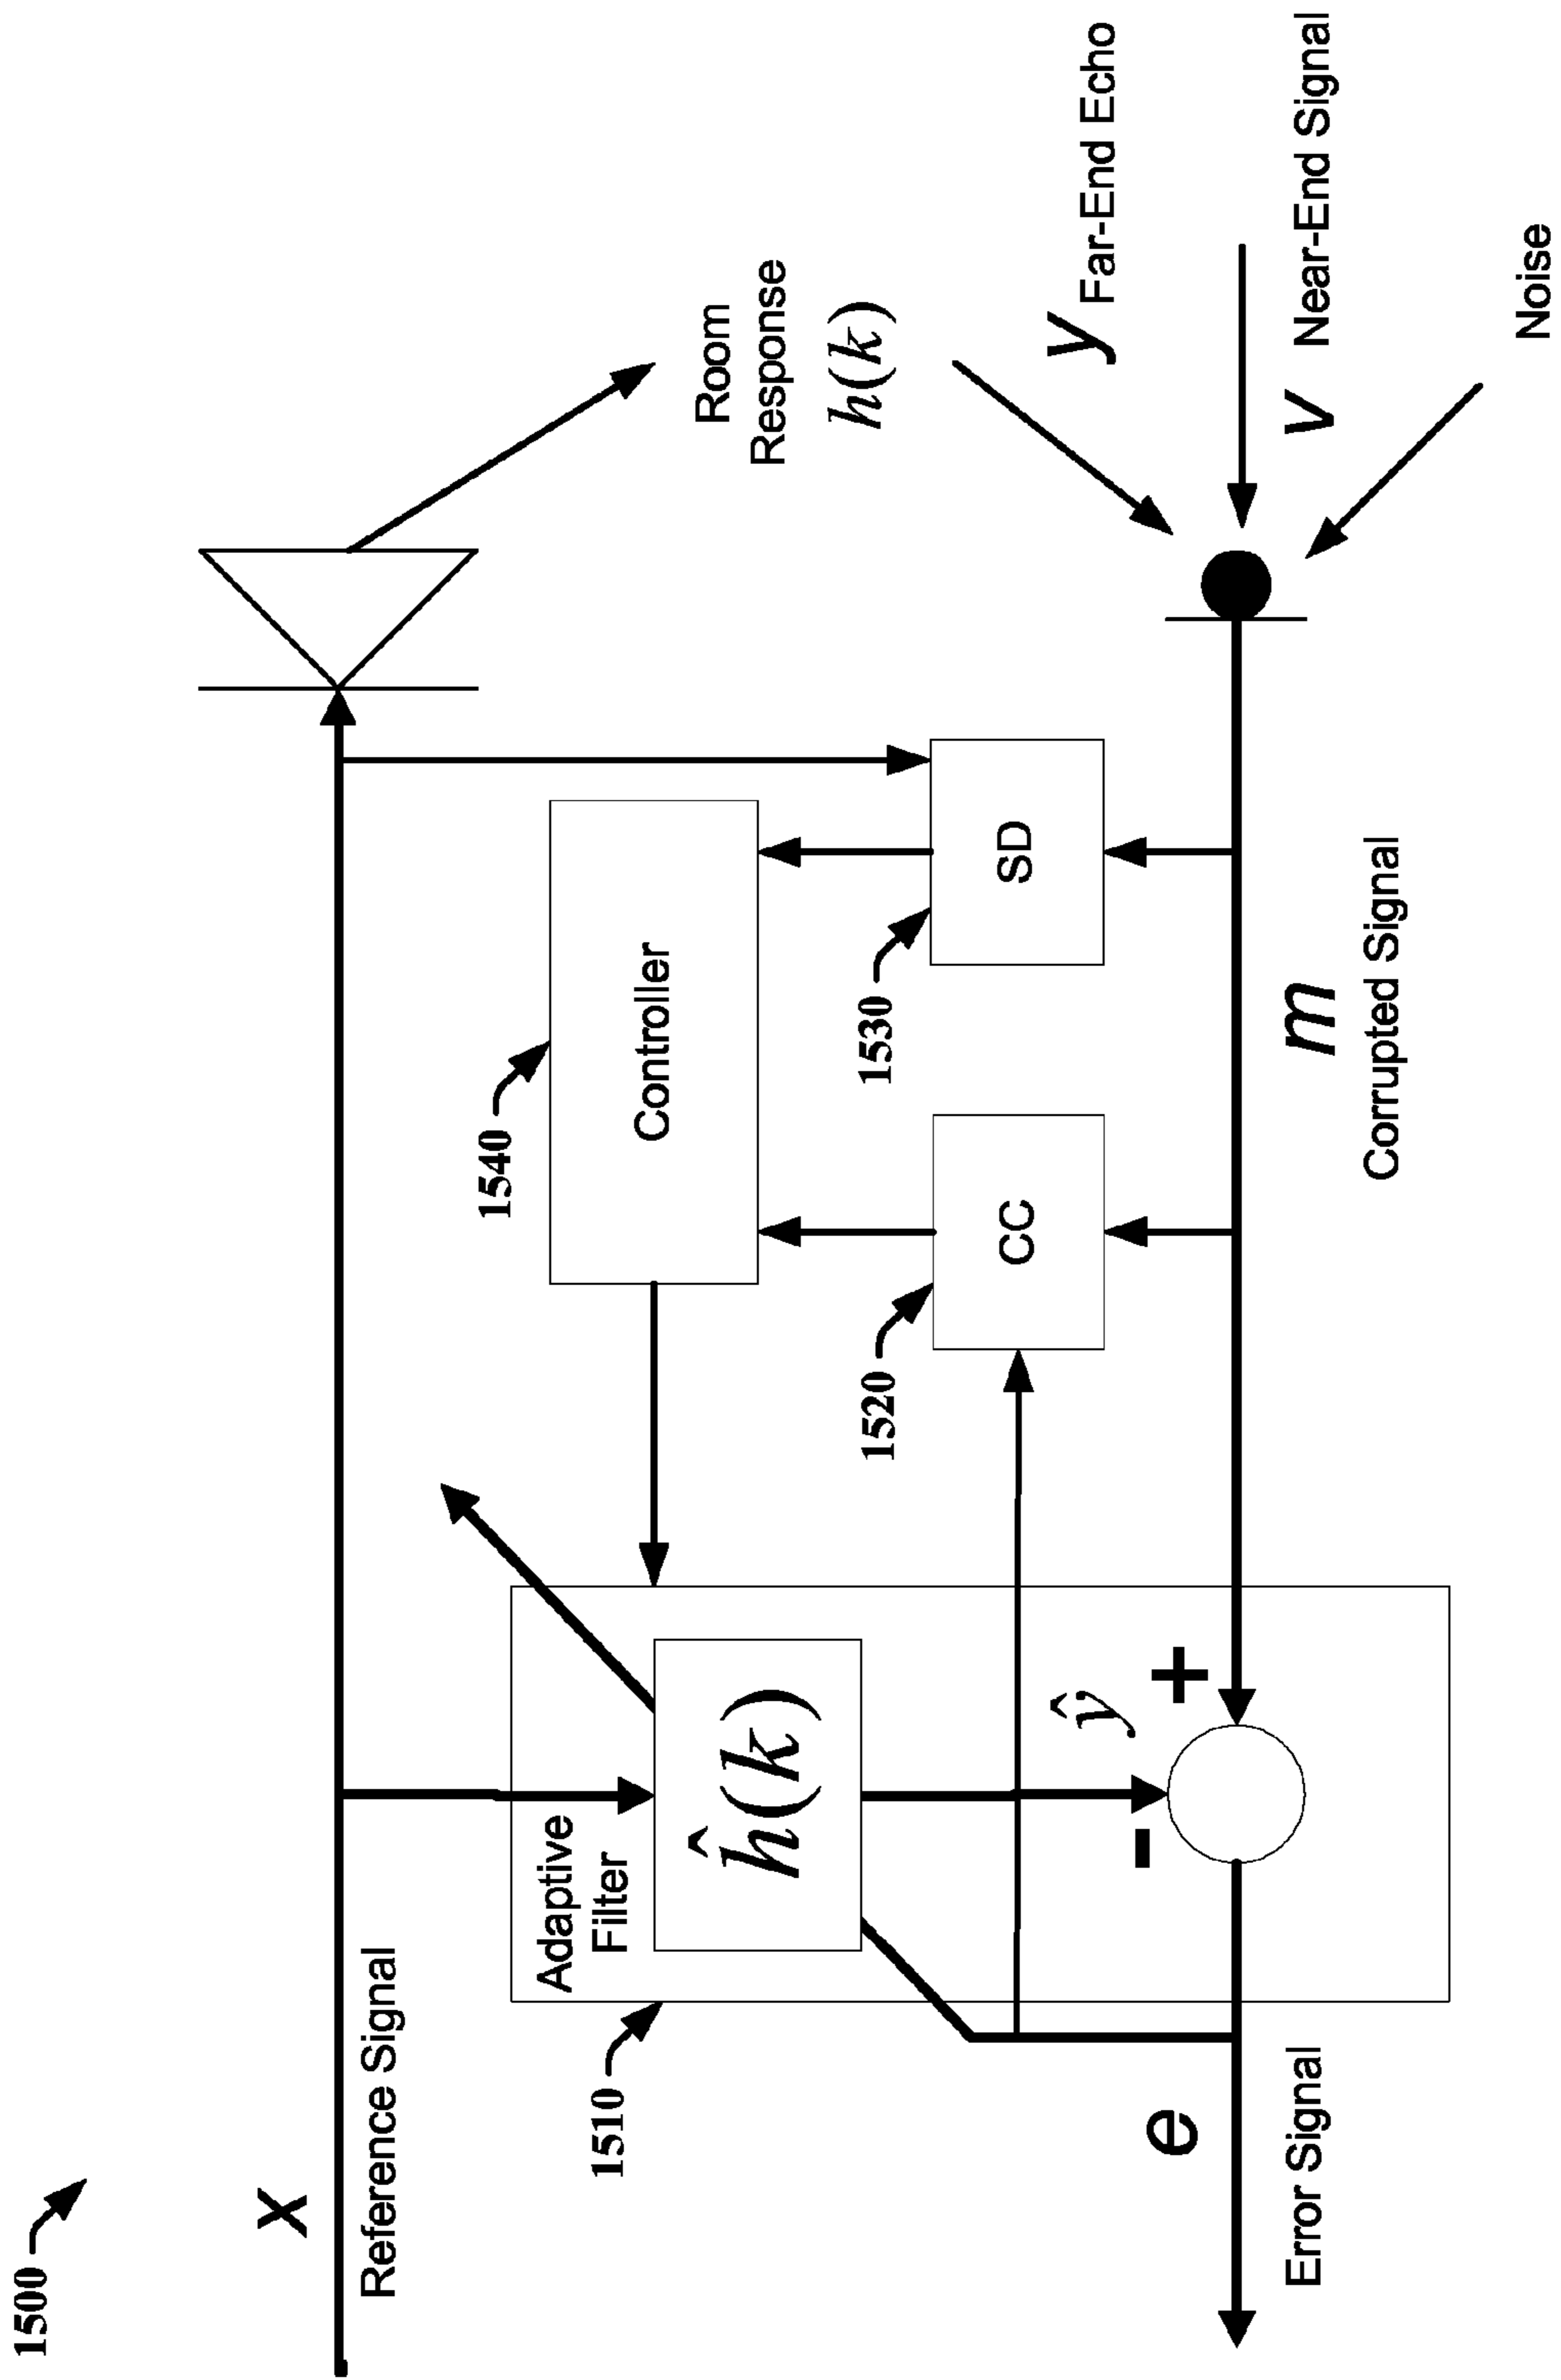 1500
x
Reference Signal
1510
Adaptive
Filter
ĥ(k)
ŷ
+
-
e
Error Signal
1540
Controller
1520
CC
1530
SD
m
Corrupted Signal
Room
Response
h(k)
y Far-End Echo
v Near-End Signal
Noise